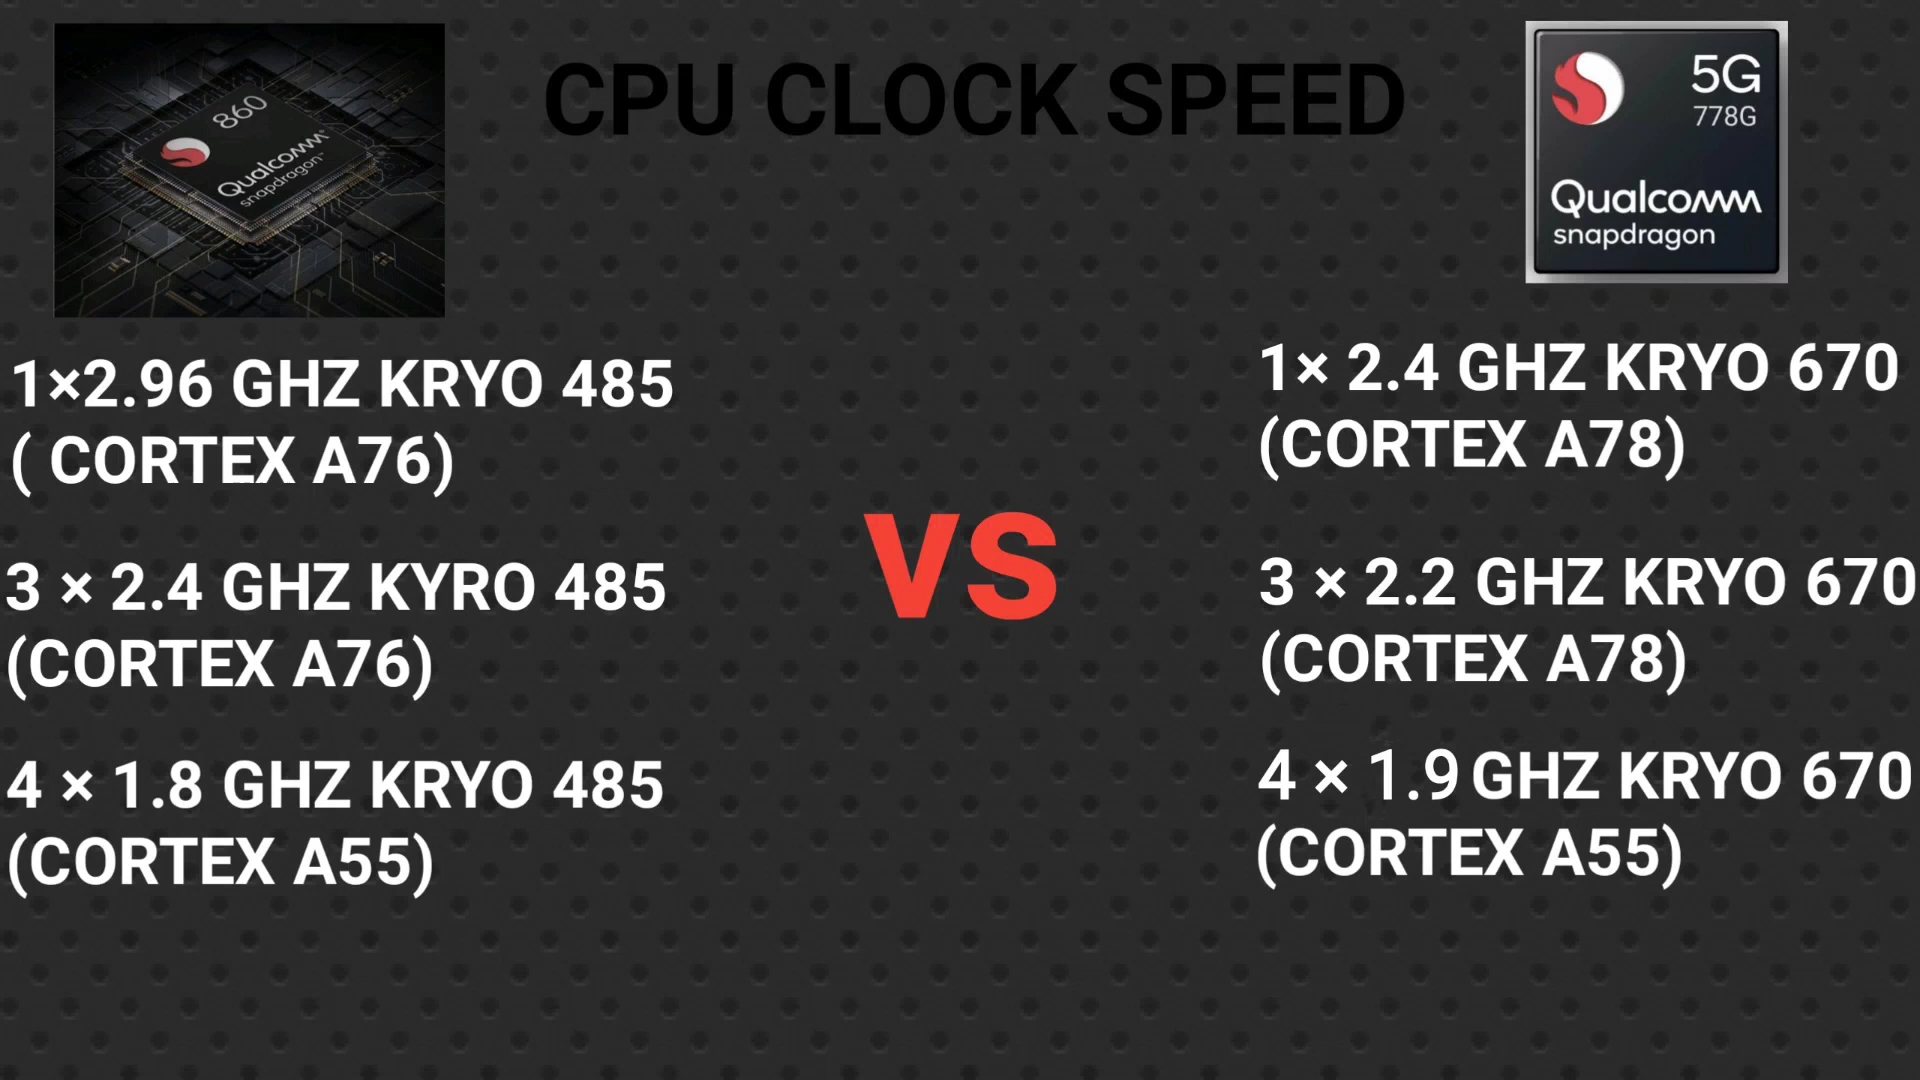 860
Qualcomm
snapdragon
CPU CLOCK SPEED
5G
778G
Qualcomm
snapdragon
1×2.96 GHZ KRYO 485
( CORTEX A76)
3 × 2.4 GHZ KYRO 485
(CORTEX A76)
4 × 1.8 GHZ KRYO 485
(CORTEX A55)
VS
1× 2.4 GHZ KRYO 670
(CORTEX A78)
3 × 2.2 GHZ KRYO 670
(CORTEX A78)
4 × 1.9 GHZ KRYO 670
(CORTEX A55)